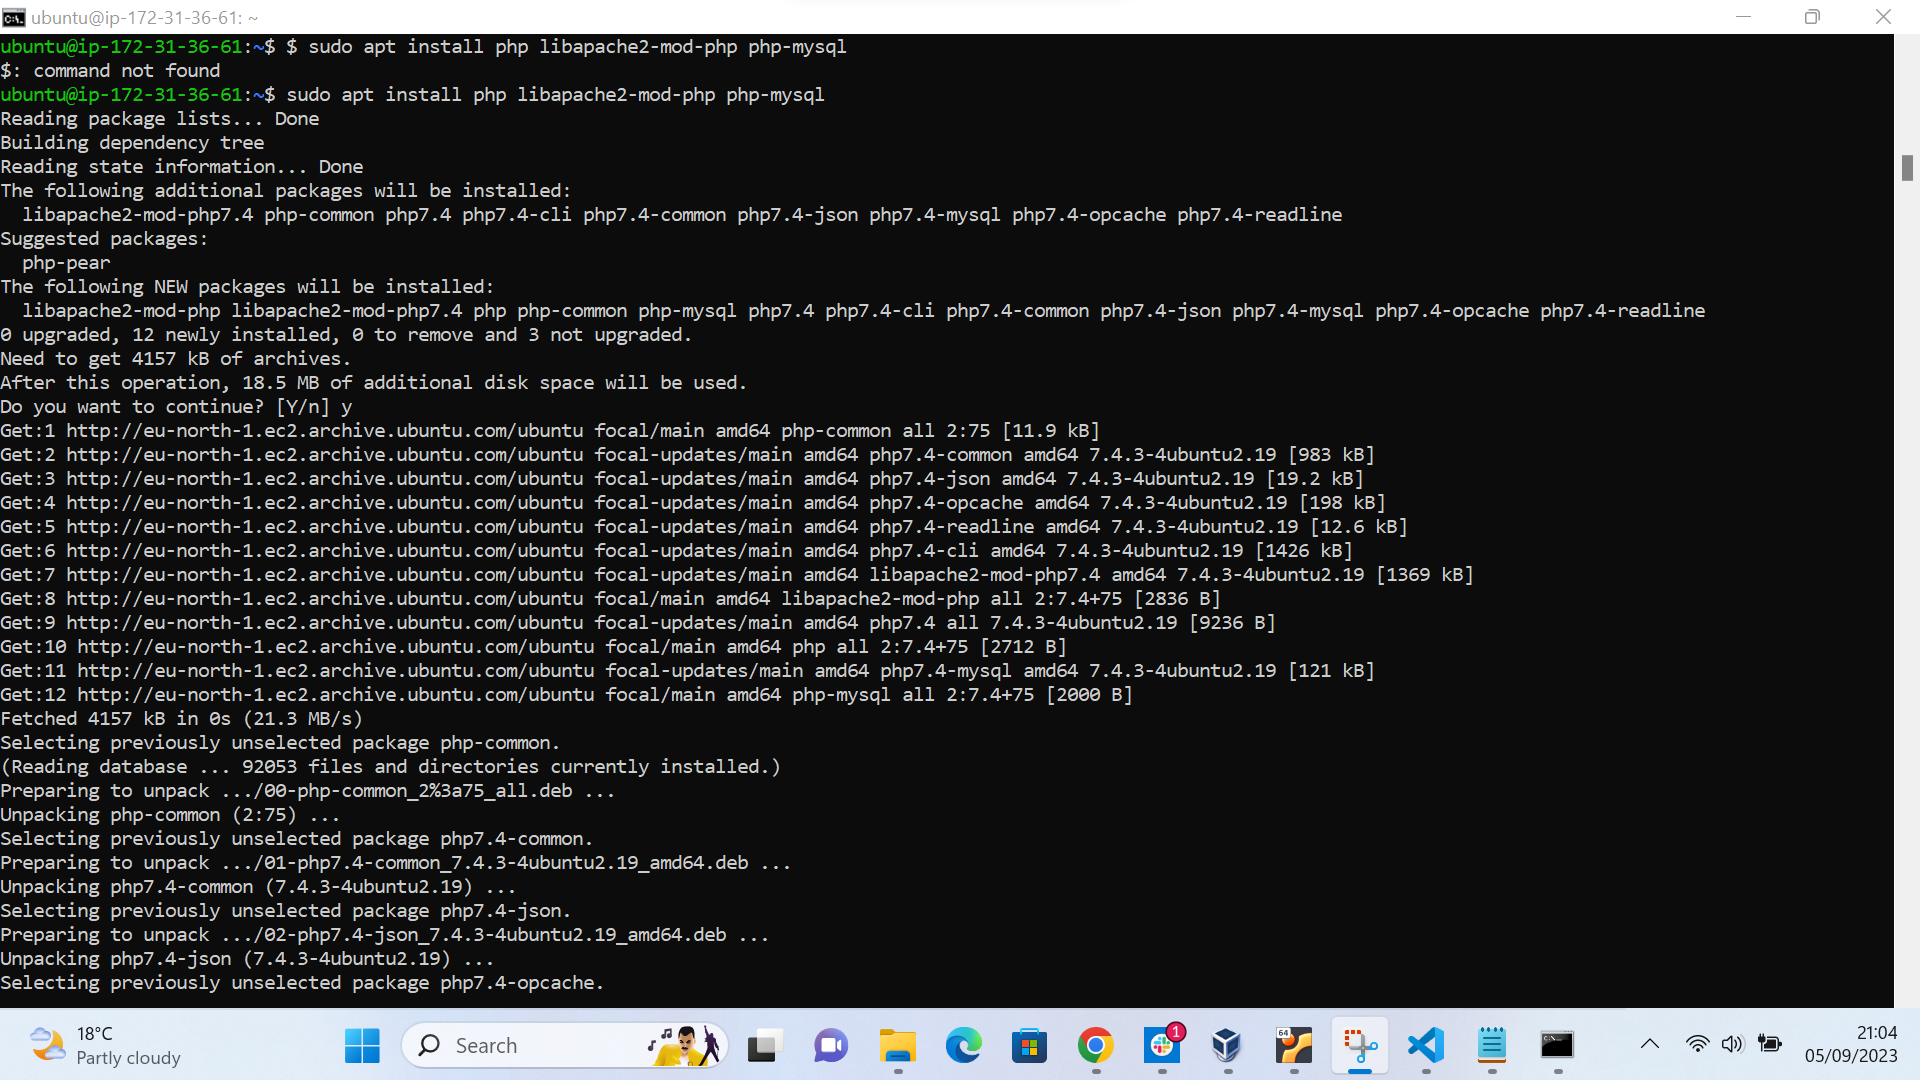 ubuntu@ip-172-31-36-61: ~
ubuntu@ip-172-31-36-61:~$ $ sudo apt install php libapache2-mod-php php-mysql
$: command not found
ubuntu@ip-172-31-36-61:~$ sudo apt install php libapache2-mod-php php-mysql
Reading package lists... Done
Building dependency tree
Reading state information... Done
The following additional packages will be installed:
  libapache2-mod-php7.4 php-common php7.4 php7.4-cli php7.4-common php7.4-json php7.4-mysql php7.4-opcache php7.4-readline
Suggested packages:
  php-pear
The following NEW packages will be installed:
  libapache2-mod-php libapache2-mod-php7.4 php php-common php-mysql php7.4 php7.4-cli php7.4-common php7.4-json php7.4-mysql php7.4-opcache php7.4-readline
0 upgraded, 12 newly installed, 0 to remove and 3 not upgraded.
Need to get 4157 kB of archives.
After this operation, 18.5 MB of additional disk space will be used.
Do you want to continue? [Y/n] y
Get:1 http://eu-north-1.ec2.archive.ubuntu.com/ubuntu focal/main amd64 php-common all 2:75 [11.9 kB]
Get:2 http://eu-north-1.ec2.archive.ubuntu.com/ubuntu focal-updates/main amd64 php7.4-common amd64 7.4.3-4ubuntu2.19 [983 kB]
Get:3 http://eu-north-1.ec2.archive.ubuntu.com/ubuntu focal-updates/main amd64 php7.4-json amd64 7.4.3-4ubuntu2.19 [19.2 kB]
Get:4 http://eu-north-1.ec2.archive.ubuntu.com/ubuntu focal-updates/main amd64 php7.4-opcache amd64 7.4.3-4ubuntu2.19 [198 kB]
Get:5 http://eu-north-1.ec2.archive.ubuntu.com/ubuntu focal-updates/main amd64 php7.4-readline amd64 7.4.3-4ubuntu2.19 [12.6 kB]
Get:6 http://eu-north-1.ec2.archive.ubuntu.com/ubuntu focal-updates/main amd64 php7.4-cli amd64 7.4.3-4ubuntu2.19 [1426 kB]
Get:7 http://eu-north-1.ec2.archive.ubuntu.com/ubuntu focal-updates/main amd64 libapache2-mod-php7.4 amd64 7.4.3-4ubuntu2.19 [1369 kB]
Get:8 http://eu-north-1.ec2.archive.ubuntu.com/ubuntu focal/main amd64 libapache2-mod-php all 2:7.4+75 [2836 B]
Get:9 http://eu-north-1.ec2.archive.ubuntu.com/ubuntu focal-updates/main amd64 php7.4 all 7.4.3-4ubuntu2.19 [9236 B]
Get:10 http://eu-north-1.ec2.archive.ubuntu.com/ubuntu focal/main amd64 php all 2:7.4+75 [2712 B]
Get:11 http://eu-north-1.ec2.archive.ubuntu.com/ubuntu focal-updates/main amd64 php7.4-mysql amd64 7.4.3-4ubuntu2.19 [121 kB]
Get:12 http://eu-north-1.ec2.archive.ubuntu.com/ubuntu focal/main amd64 php-mysql all 2:7.4+75 [2000 B]
Fetched 4157 kB in 0s (21.3 MB/s)
Selecting previously unselected package php-common.
(Reading database ... 92053 files and directories currently installed.)
Preparing to unpack .../00-php-common_2%3a75_all.deb ...
Unpacking php-common (2:75) ...
Selecting previously unselected package php7.4-common.
Preparing to unpack .../01-php7.4-common_7.4.3-4ubuntu2.19_amd64.deb ...
Unpacking php7.4-common (7.4.3-4ubuntu2.19) ...
Selecting previously unselected package php7.4-json.
Preparing to unpack .../02-php7.4-json_7.4.3-4ubuntu2.19_amd64.deb ...
Unpacking php7.4-json (7.4.3-4ubuntu2.19) ...
Selecting previously unselected package php7.4-opcache.
18°C
Partly cloudy
Search
1
64
21:04
05/09/2023